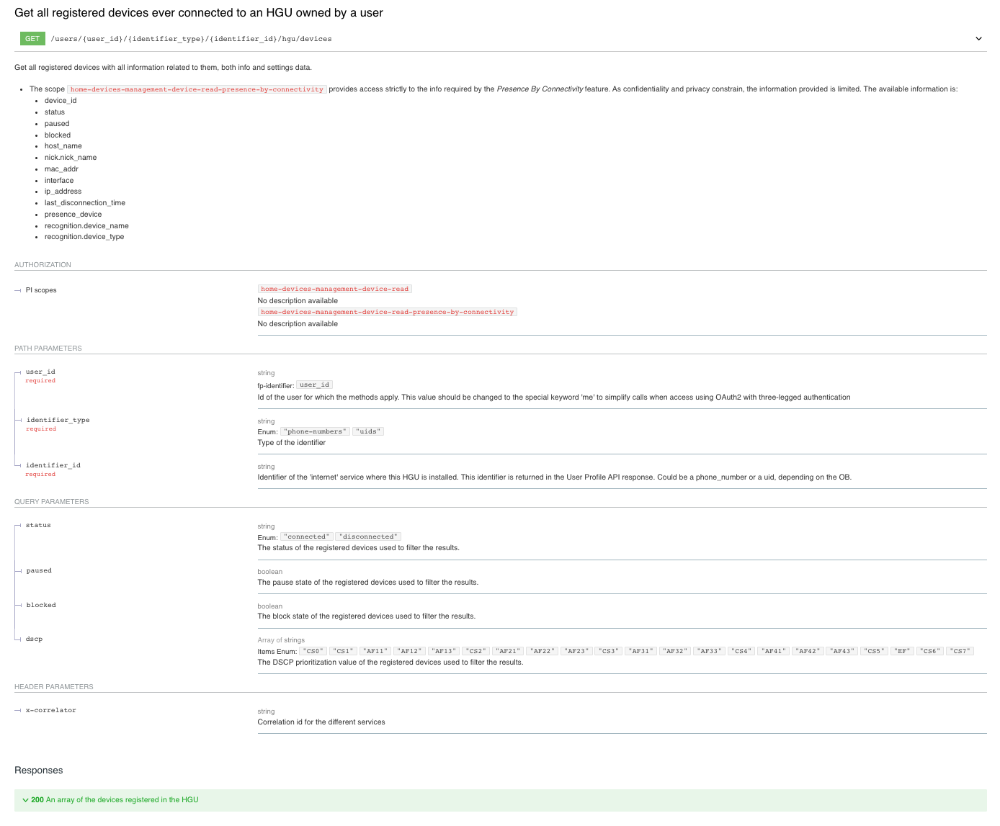 Get all registered devices ever connected to an HGU owned by a user
GET /users/{user_id}/{identifier_type}/{identifier_id}/hgu/devices
Get all registered devices with all information related to them, both info and settings data.
The scope home-devices-management-device-read-presence-by-connectivity provides access strictly to the info required by the Presence By Connectivity feature. As confidentiality and privacy constrain, the information provided is limited. The available information is:
device_id
status
paused
blocked
host_name
nick.nick_name
mac_addr
interface
ip_address
last_disconnection_time
presence_device
recognition.device_name
recognition.device_type
AUTHORIZATION
PI scopes
home-devices-management-device-read
No description available
home-devices-management-device-read-presence-by-connectivity
No description available
PATH PARAMETERS
user_id
required
string
fp-identifier: user_id
Id of the user for which the methods apply. This value should be changed to the special keyword 'me' to simplify calls when access using OAuth2 with three-legged authentication
identifier_type
required
string
Enum: "phone-numbers" "uids"
Type of the identifier
identifier_id
required
string
Identifier of the 'internet' service where this HGU is installed. This identifier is returned in the User Profile API response. Could be a phone_number or a uid, depending on the OB.
QUERY PARAMETERS
status
string
Enum: "connected" "disconnected"
The status of the registered devices used to filter the results.
paused
boolean
The pause state of the registered devices used to filter the results.
blocked
boolean
The block state of the registered devices used to filter the results.
dscp
Array of strings
Items Enum: "CS0" "CS1" "AF11" "AF12" "AF13" "CS2" "AF21" "AF22" "AF23" "CS3" "AF31" "AF32" "AF33" "CS4" "AF41" "AF42" "AF43" "CS5" "EF" "CS6" "CS7"
The DSCP prioritization value of the registered devices used to filter the results.
HEADER PARAMETERS
x-correlator
string
Correlation id for the different services
Responses
200 An array of the devices registered in the HGU